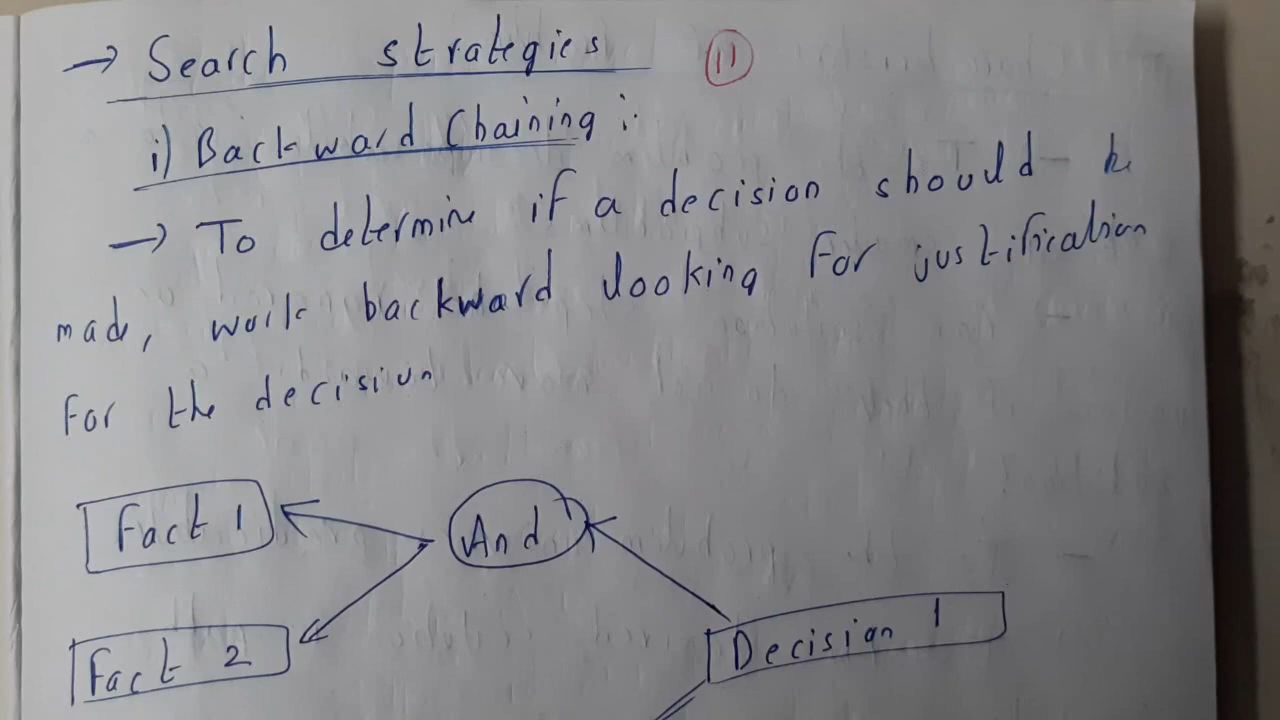 → Search strategies 11
i) Backward Chaining :
→ To determine if a decision should be
made, work backward looking for justification
for the decision
Fact 1
And
Fact 2
Decision 1